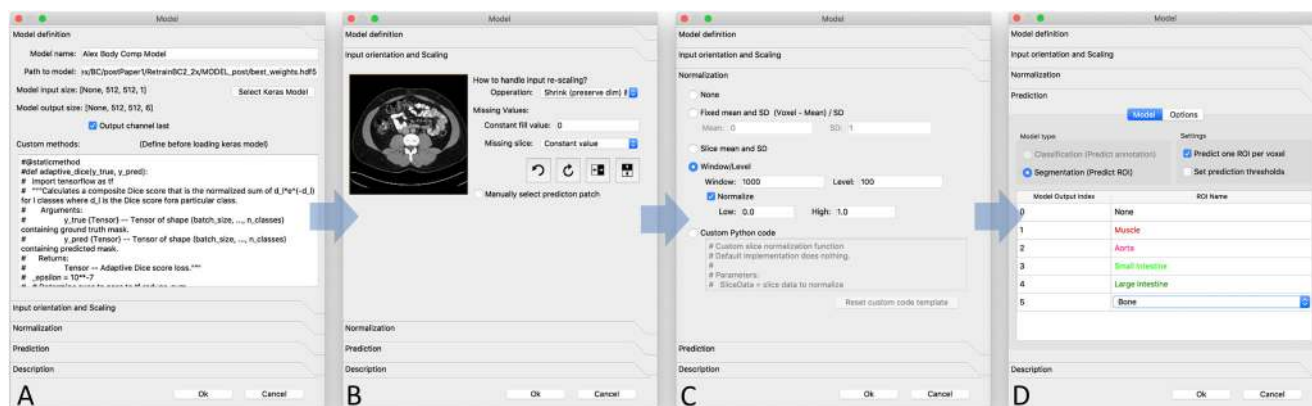 Model
Model definition
Model name: Alex Body Comp Model
Path to model: ıx/BC/postPaper1/RetrainBC2_2x/MODEL_post/best_weights.hdf5
Model input size: [None, 512, 512, 1]
Select Keras Model
Model output size: [None, 512, 512, 6]
Output channel last
Custom methods: (Define before loading keras model)
#@staticmethod
#def adaptive_dice(y_true, y_pred):
# import tensorflow as tf
# """Calculates a composite Dice score that is the normalized sum of d_l*e^(-d_l)
for l classes where d_l is the Dice score fora particular class.
# Arguments:
# y_true {Tensor} -- Tensor of shape (batch_size, ..., n_classes)
containing ground truth mask.
# y_pred {Tensor} -- Tensor of shape (batch_size, ..., n_classes)
containing predicted mask.
# Returns:
# Tensor -- Adaptive Dice score loss."""
# _epsilon = 10**-7
Input orientation and Scaling
Normalization
Prediction
Description
A
Ok
Cancel
Model
Model definition
Input orientation and Scaling
How to handle input re-scaling?
Opperation: Shrink (preserve dim)
Missing Values:
Constant fill value: 0
Missing slice: Constant value
Manually select predicton patch
Normalization
Prediction
Description
B
Ok
Cancel
Model
Model definition
Input orientation and Scaling
Normalization
None
Fixed mean and SD (Voxel - Mean) / SD
Mean: 0 SD: 1
Slice mean and SD
Window/Level
Window: 1000 Level: 100
Normalize
Low: 0.0 High: 1.0
Custom Python code
# Custom slice normalization function
# Default implementation does nothing.
#
# Parameters:
# SliceData = slice data to normalize
Reset custom code template
Prediction
Description
C
Ok
Cancel
Model
Model definition
Input orientation and Scaling
Normalization
Prediction
Model Options
Model type
Settings
Classification (Predict annotation)
Predict one ROI per voxel
Segmentation (Predict ROI)
Set prediction thresholds
Model Output Index ROI Name
0 None
1 Muscle
2 Aorta
3 Small Intestine
4 Large Intestine
5 Bone
Description
D
Ok
Cancel